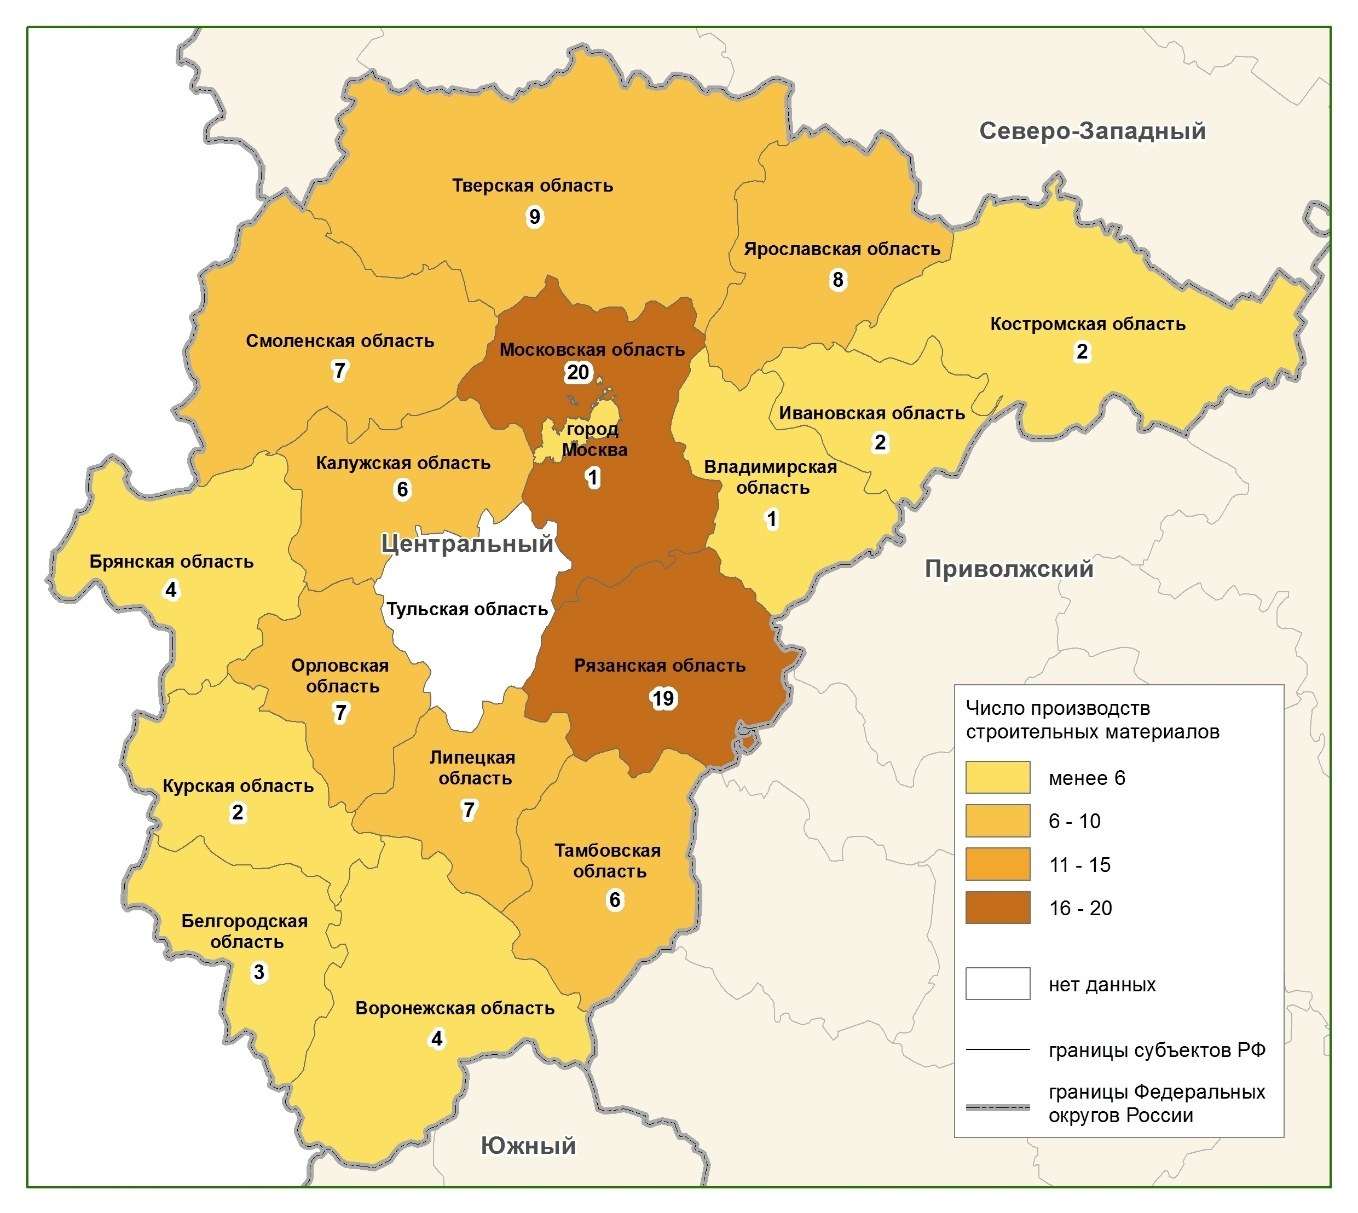 Северо-Западный
Тверская область
9
Ярославская область
8
Костромская область
2
Смоленская область
7
Московская область
20
город
Москва
1
Ивановская область
2
Владимирская
область
1
Калужская область
6
Центральный
Приволжский
Брянская область
4
Тульская область
Орловская
область
7
Рязанская область
19
Липецкая
область
7
Курская область
2
Тамбовская
область
6
Белгородская
область
3
Воронежская область
4
Южный
Число производств
строительных материалов
менее 6
6 - 10
11 - 15
16 - 20
нет данных
границы субъектов РФ
границы Федеральных
округов России